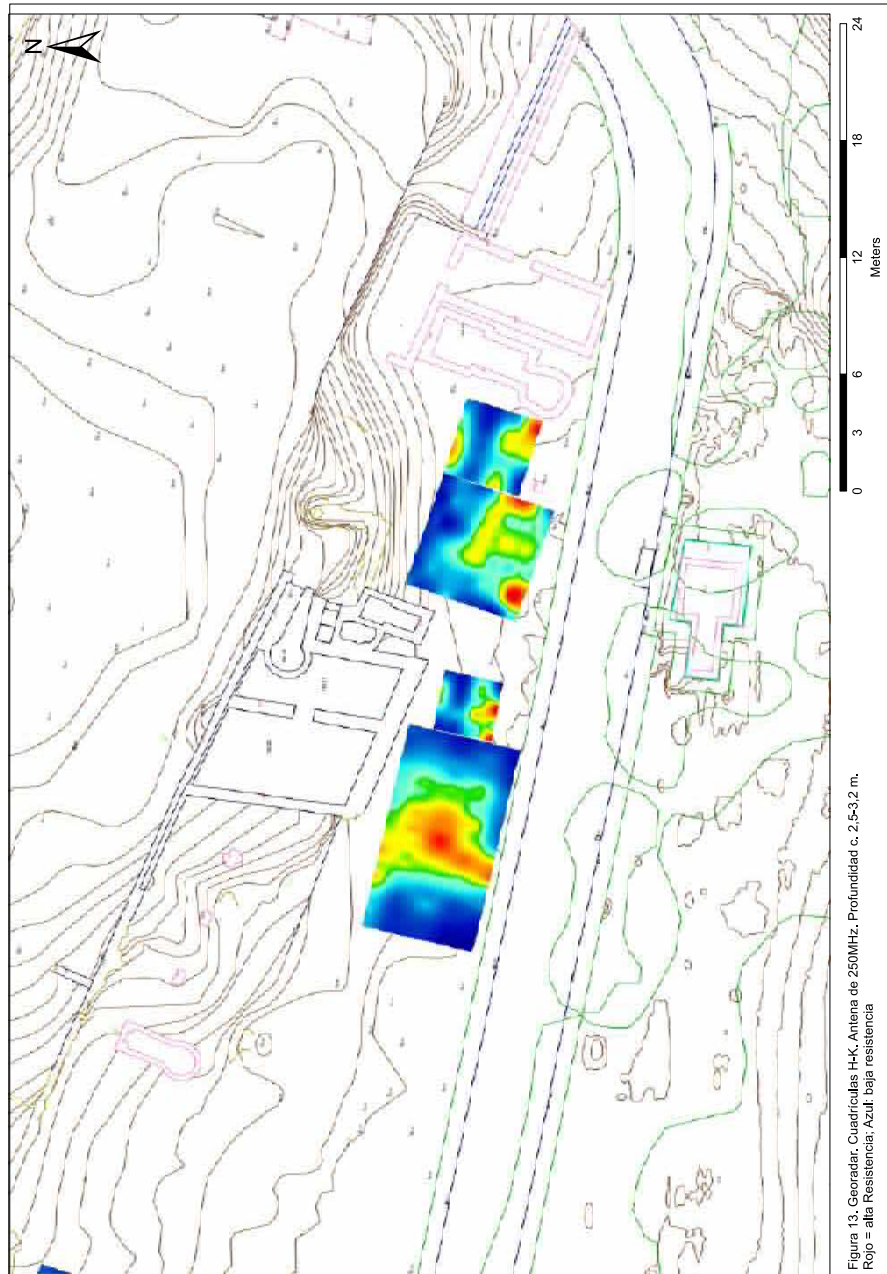 N
24
18
12
6
3
0
Meters
Figura 13. Georadar. Cuadrículas H-K. Antena de 250MHz. Profundidad c. 2,5-3,2 m.
Rojo = alta Resistencia; Azul: baja resistencia